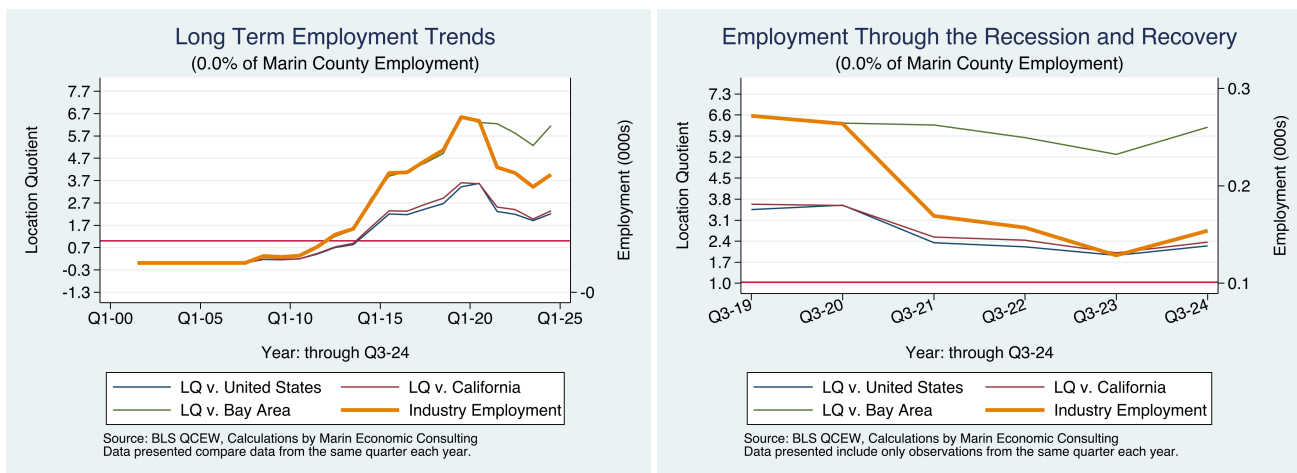 Long Term Employment Trends
(0.0% of Marin County Employment)
Location Quotient
7.7
6.7
5.7
4.7
3.7
2.7
1.7
0.7
-0.3
-1.3
-0
Employment (000s)
Q1-00 Q1-05 Q1-10 Q1-15 Q1-20 Q1-25
Year: through Q3-24
LQ v. United States LQ v. California
LQ v. Bay Area Industry Employment
Source: BLS QCEW, Calculations by Marin Economic Consulting
Data presented compare data from the same quarter each year.
Employment Through the Recession and Recovery
(0.0% of Marin County Employment)
Location Quotient
7.3
6.6
5.9
5.2
4.5
3.8
3.1
2.4
1.7
1.0
0.3
0.2
0.1
Employment (000s)
Q3-19 Q3-20 Q3-21 Q3-22 Q3-23 Q3-24
Year: through Q3-24
LQ v. United States LQ v. California
LQ v. Bay Area Industry Employment
Source: BLS QCEW, Calculations by Marin Economic Consulting
Data presented include only observations from the same quarter each year.